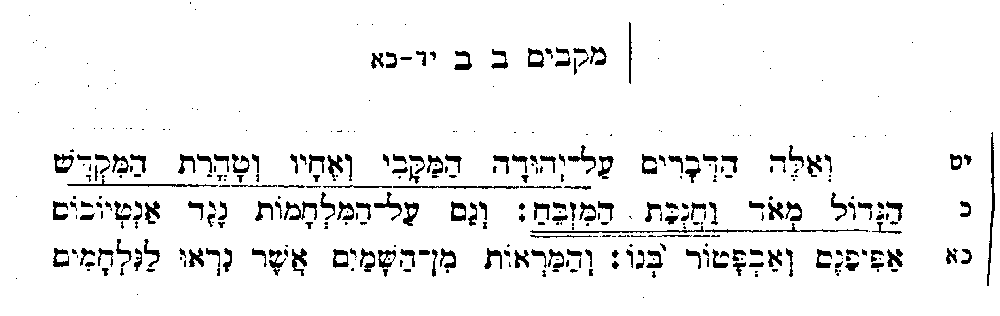 מקבים ב ב יד-כא
יט וְאֵלֶּה הַדְּבָרִים עַל־יְהוּדָה הַמַּקָּבִי וְאֶחָיו וְטָהֳרַת הַמִּקְדָּשׁ
כ הַגָּדוֹל מְאֹד וַחֲנֻכַּת הַמִּזְבֵּחַ: וְגַם עַל־הַמִּלְחָמוֹת נֶגֶד אַנְטְיוֹכוֹס
כא אַפִּיפָנֶס וְאַבְפָּטוֹר בְּנוֹ: וְהַמַּרְאוֹת מִן־הַשָּׁמַיִם אֲשֶׁר נִרְאוּ לַנִּלְחָמִים